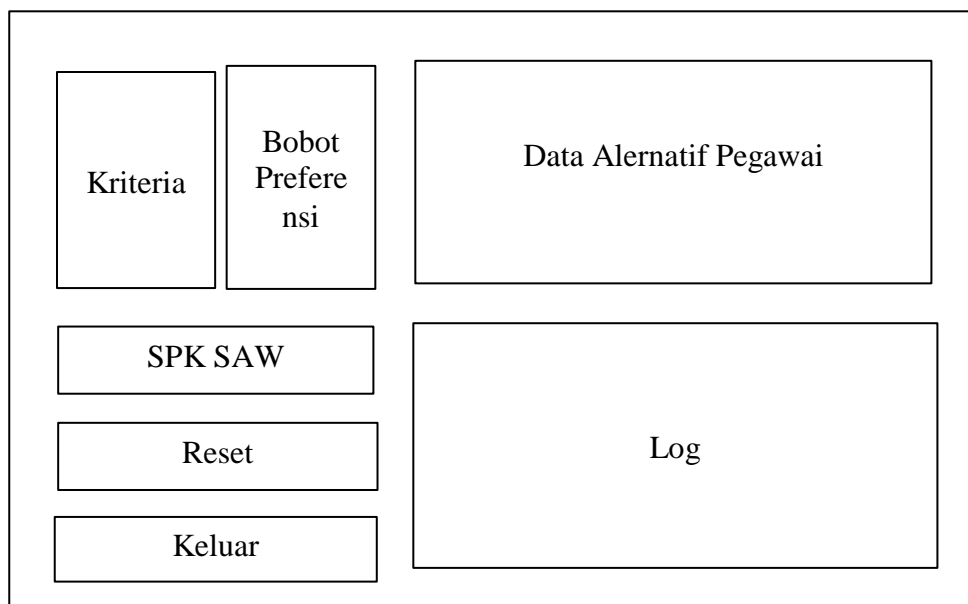 Kriteria
Bobot
Prefere
nsi
Data Alernatif Pegawai
SPK SAW
Reset
Keluar
Log